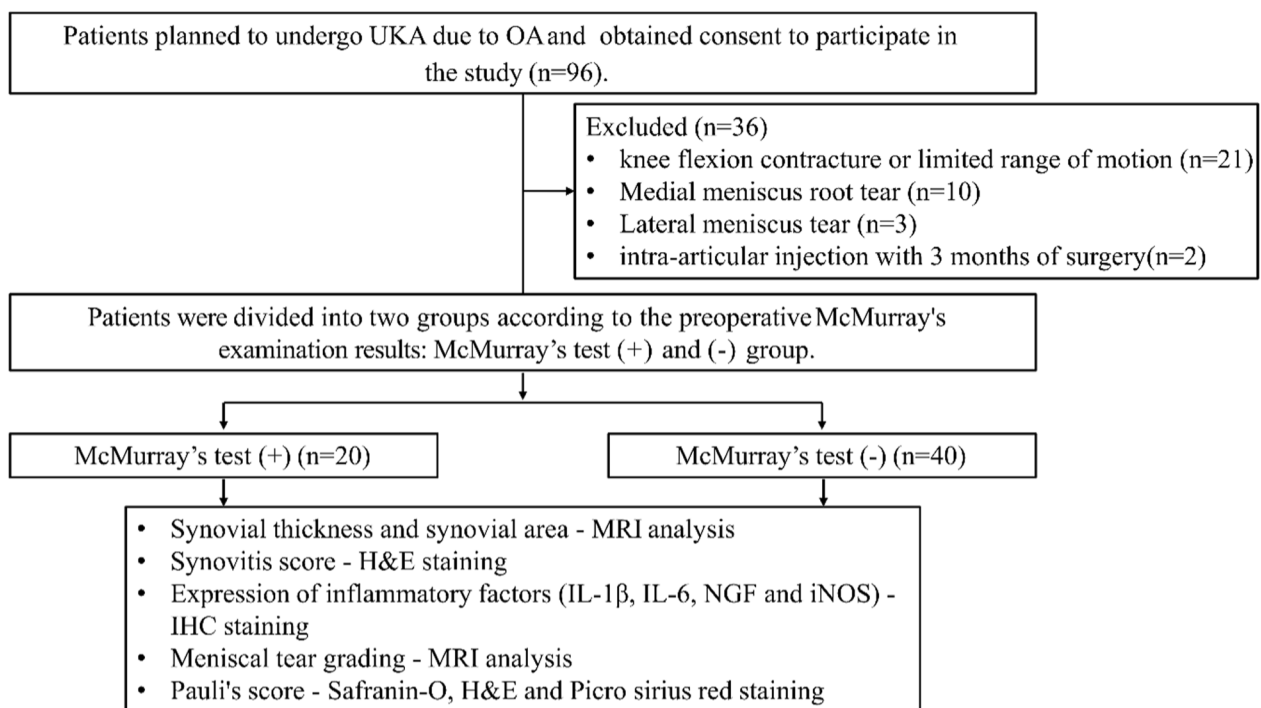 Patients planned to undergo UKA due to OA and obtained consent to participate in
the study (n=96).
Excluded (n=36)
• knee flexion contracture or limited range of motion (n=21)
• Medial meniscus root tear (n=10)
• Lateral meniscus tear (n=3)
• intra-articular injection with 3 months of surgery(n=2)
Patients were divided into two groups according to the preoperative McMurray's
examination results: McMurray’s test (+) and (-) group.
McMurray’s test (+) (n=20)
McMurray’s test (-) (n=40)
• Synovial thickness and synovial area - MRI analysis
• Synovitis score - H&E staining
• Expression of inflammatory factors (IL-1β, IL-6, NGF and iNOS) -
IHC staining
• Meniscal tear grading - MRI analysis
• Pauli's score - Safranin-O, H&E and Picro sirius red staining